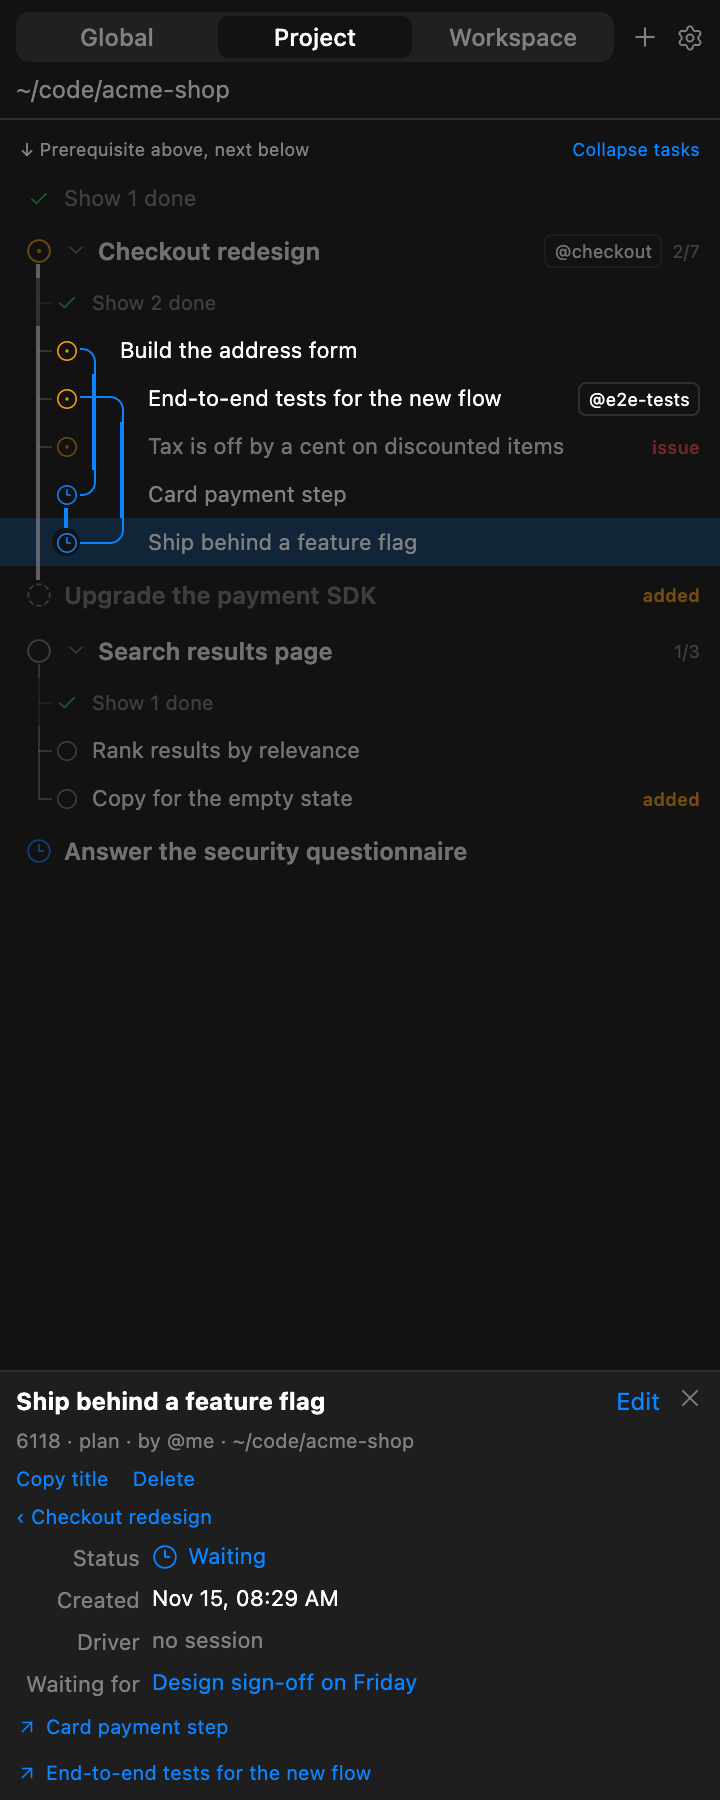 Global Project Workspace
~/code/acme-shop
↓ Prerequisite above, next below Collapse tasks
Show 1 done
Checkout redesign @checkout 2/7
Show 2 done
Build the address form
End-to-end tests for the new flow @e2e-tests
Tax is off by a cent on discounted items issue
Card payment step
Ship behind a feature flag
Upgrade the payment SDK added
Search results page 1/3
Show 1 done
Rank results by relevance
Copy for the empty state added
Answer the security questionnaire
Ship behind a feature flag Edit
6118 · plan · by @me · ~/code/acme-shop
Copy title Delete
‹ Checkout redesign
Status Waiting
Created Nov 15, 08:29 AM
Driver no session
Waiting for Design sign-off on Friday
↗ Card payment step
↗ End-to-end tests for the new flow